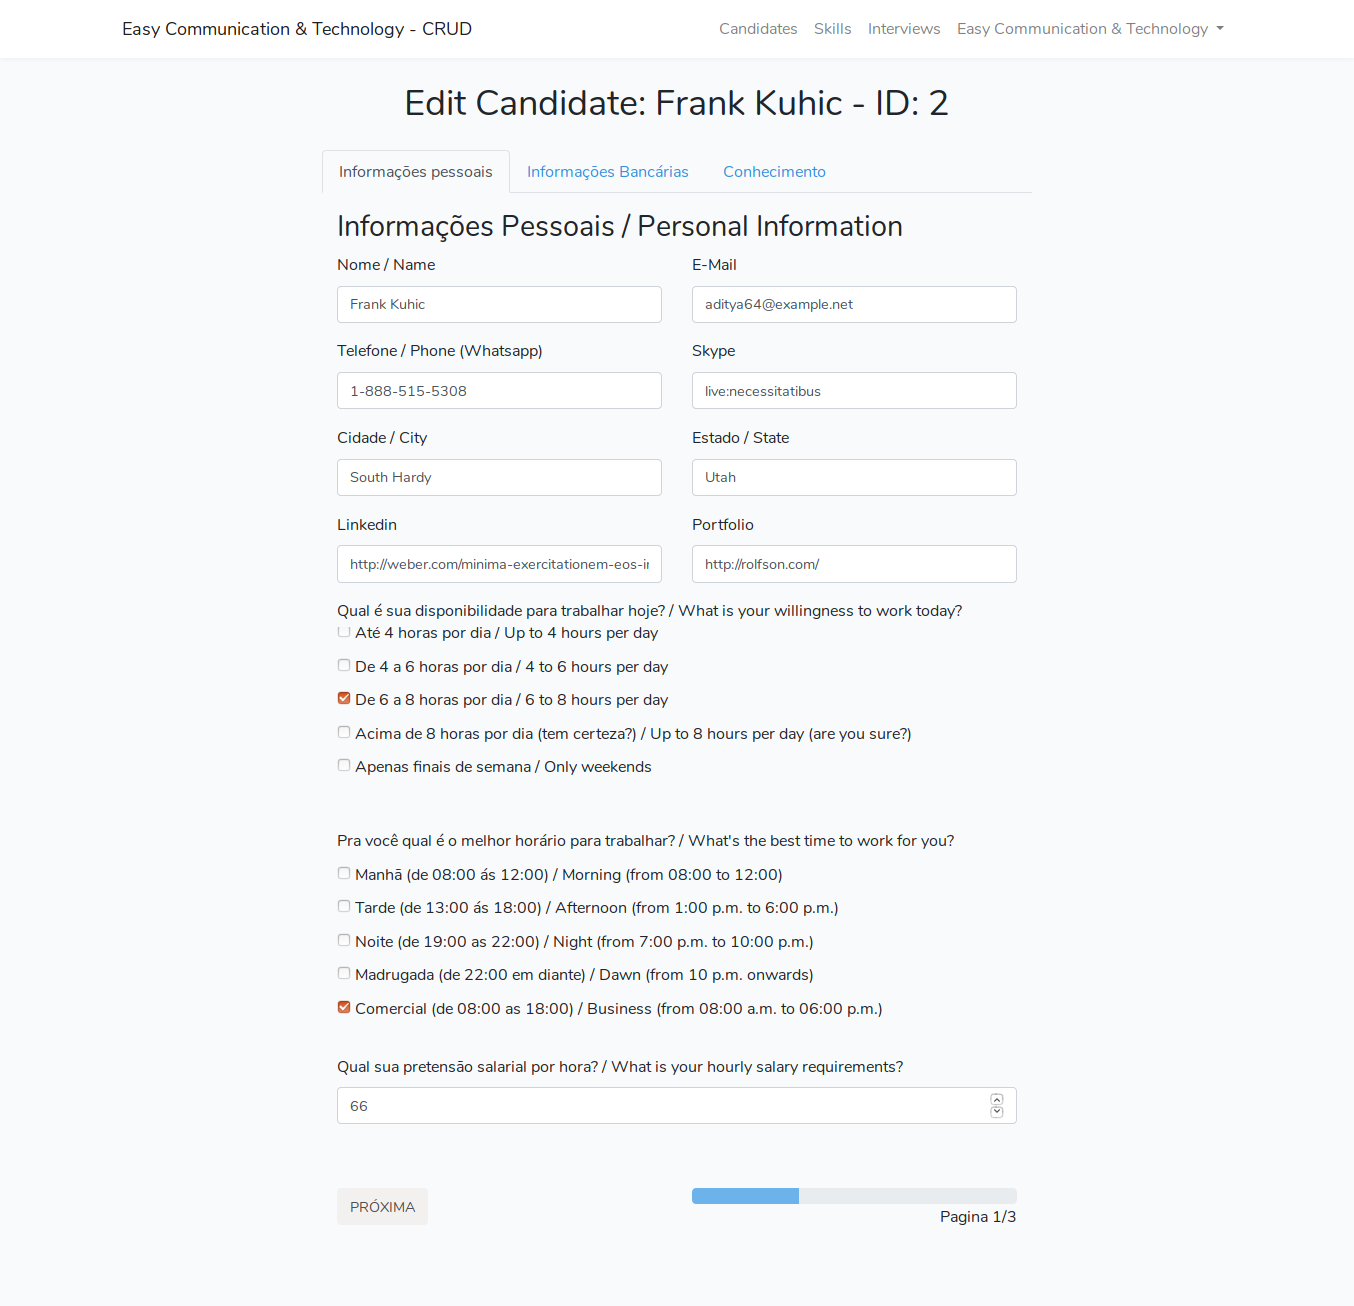 Easy Communication & Technology - CRUD
Candidates Skills Interviews Easy Communication & Technology
Edit Candidate: Frank Kuhic - ID: 2
Informações pessoais Informações Bancárias Conhecimento
Informações Pessoais / Personal Information
Nome / Name E-Mail
Frank Kuhic aditya64@example.net
Telefone / Phone (Whatsapp) Skype
1-888-515-5308 live:necessitatibus
Cidade / City Estado / State
South Hardy Utah
Linkedin Portfolio
http://weber.com/minima-exercitationem-eos- http://rolfson.com/
Qual é sua disponibilidade para trabalhar hoje? / What is your willingness to work today?
Até 4 horas por dia / Up to 4 hours per day
De 4 a 6 horas por dia / 4 to 6 hours per day
De 6 a 8 horas por dia / 6 to 8 hours per day
Acima de 8 horas por dia (tem certeza?) / Up to 8 hours per day (are you sure?)
Apenas finais de semana / Only weekends
Pra você qual é o melhor horário para trabalhar? / What's the best time to work for you?
Manhã (de 08:00 ás 12:00) / Morning (from 08:00 to 12:00)
Tarde (de 13:00 ás 18:00) / Afternoon (from 1:00 p.m. to 6:00 p.m.)
Noite (de 19:00 as 22:00) / Night (from 7:00 p.m. to 10:00 p.m.)
Madrugada (de 22:00 em diante) / Dawn (from 10 p.m. onwards)
Comercial (de 08:00 as 18:00) / Business (from 08:00 a.m. to 06:00 p.m.)
Qual sua pretensão salarial por hora? / What is your hourly salary requirements?
66
PRÓXIMA
Pagina 1/3